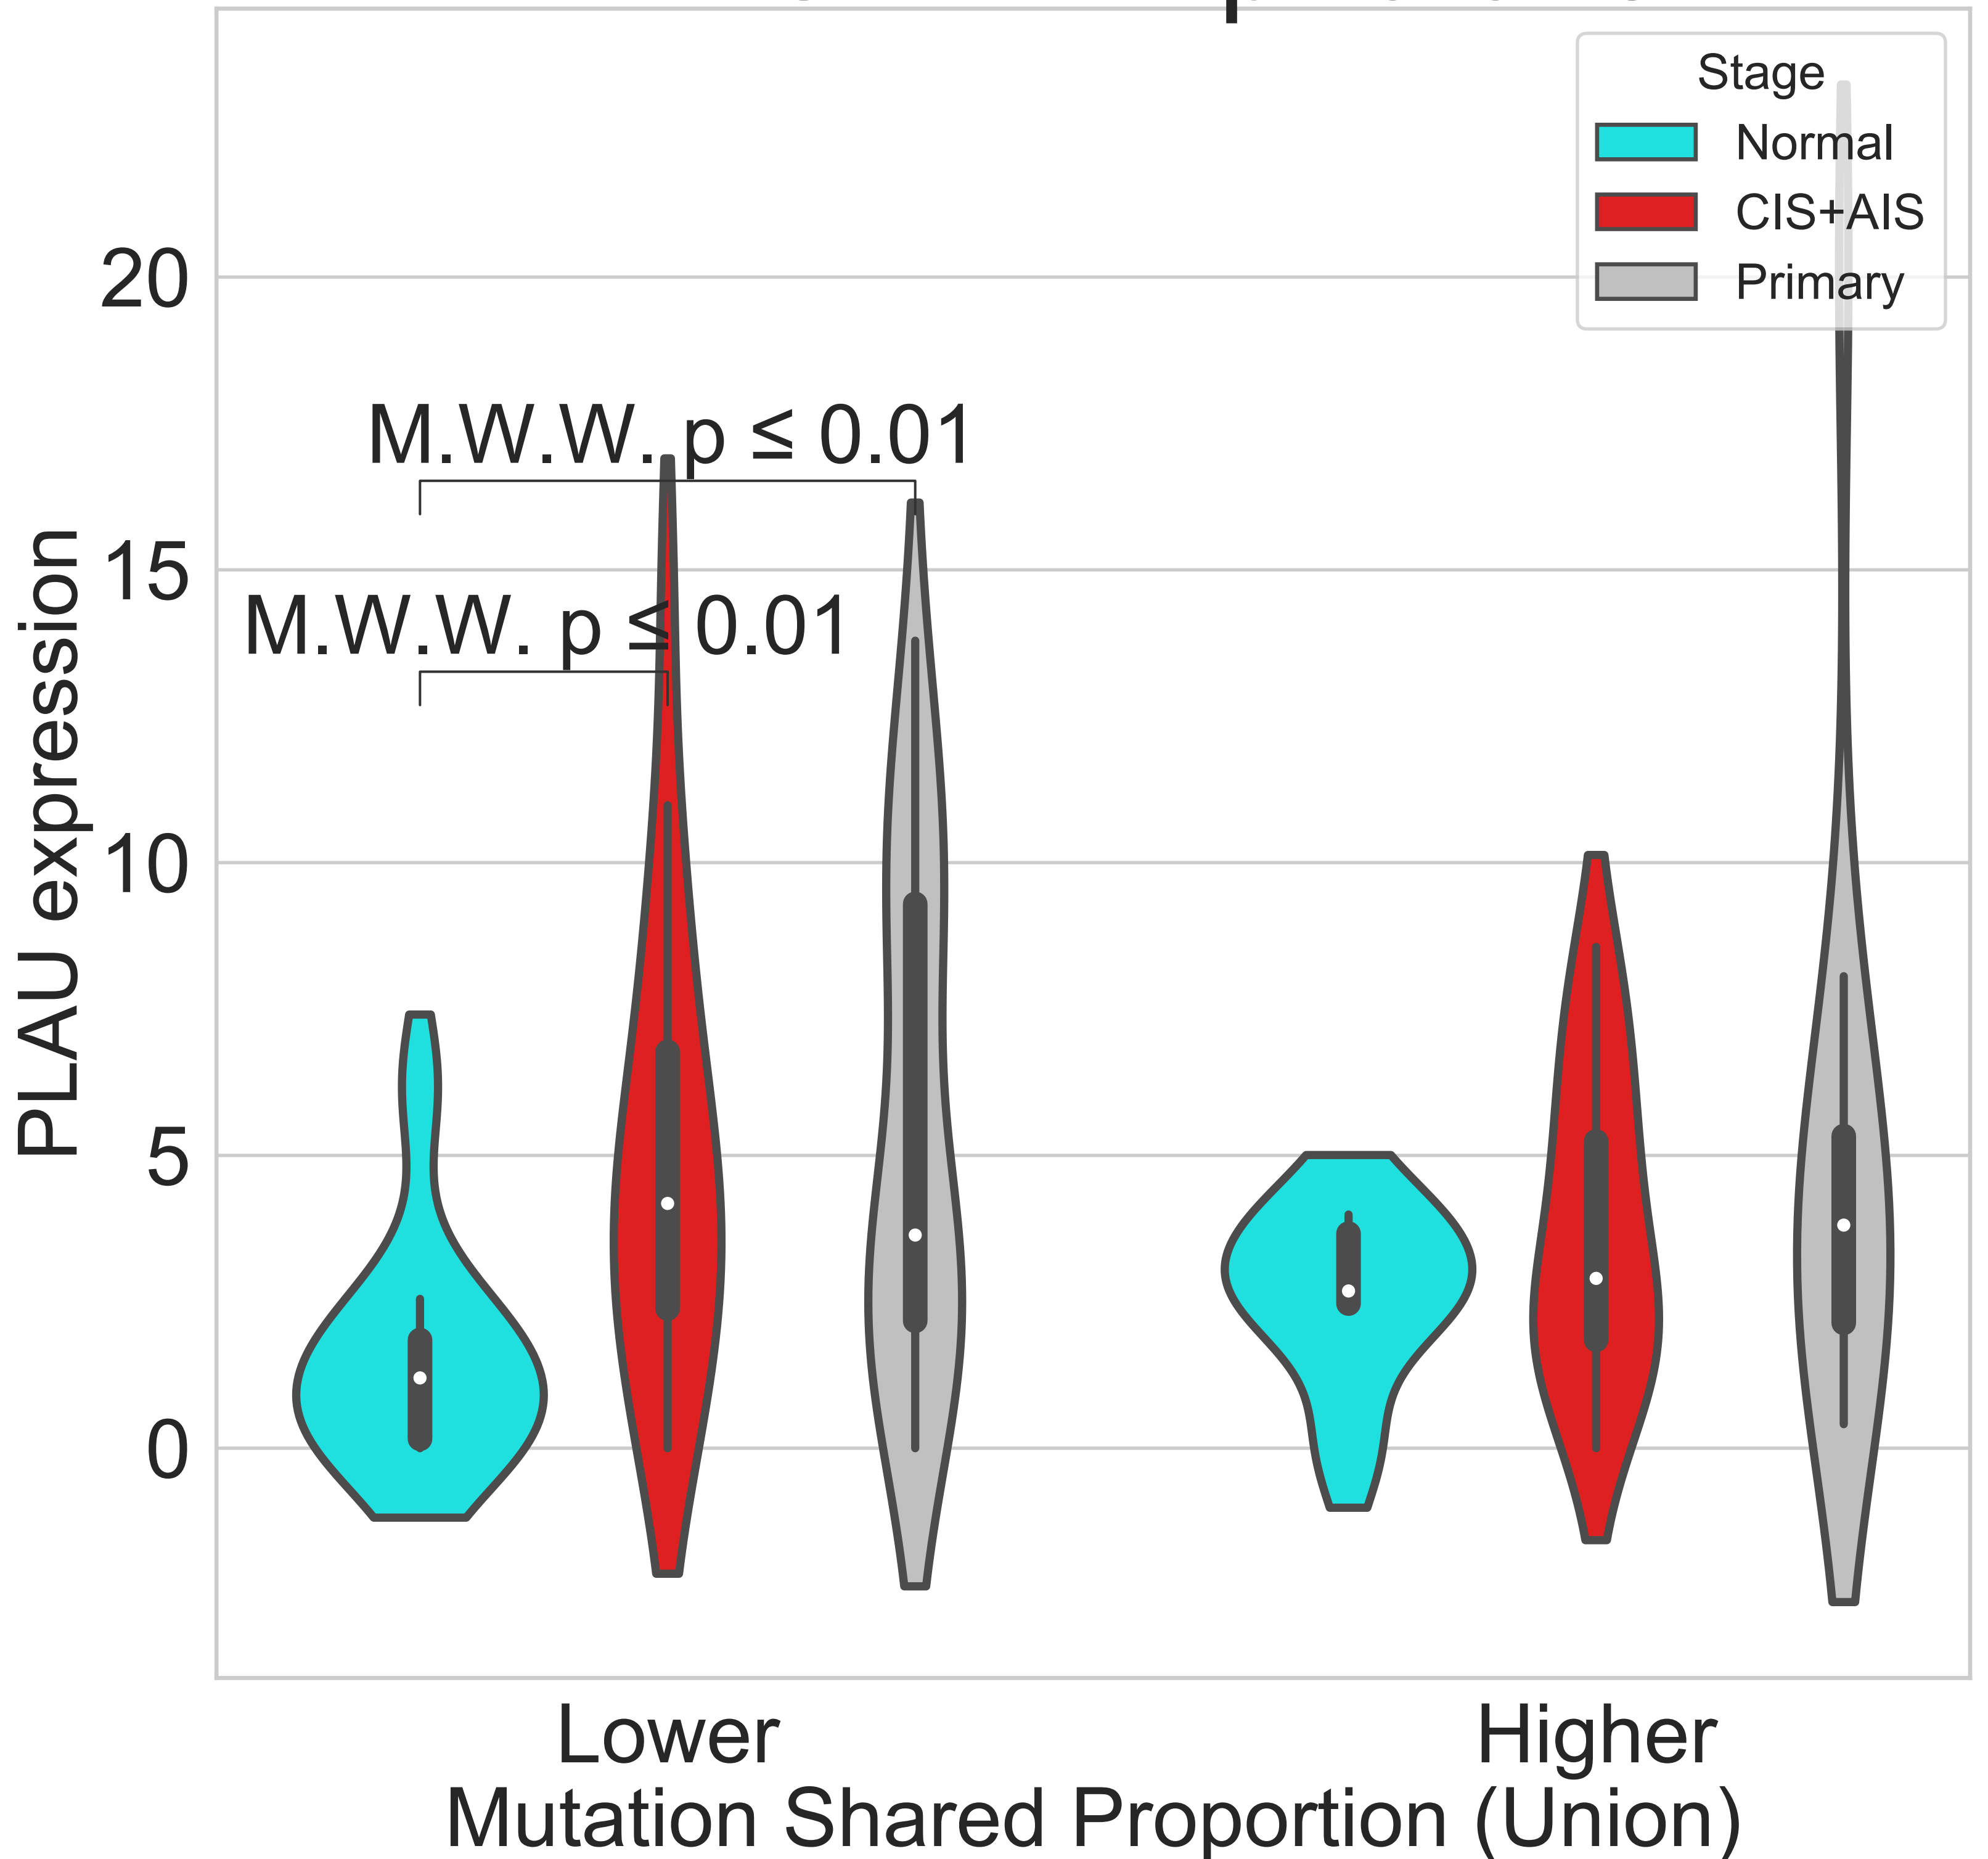 Stage
Normal
CIS+AIS
Primary
20
15
10
5
0
PLAU expression
M.W.W. p ≤ 0.01
M.W.W. p ≤ 0.01
Lower
Higher
Mutation Shared Proportion (Union)